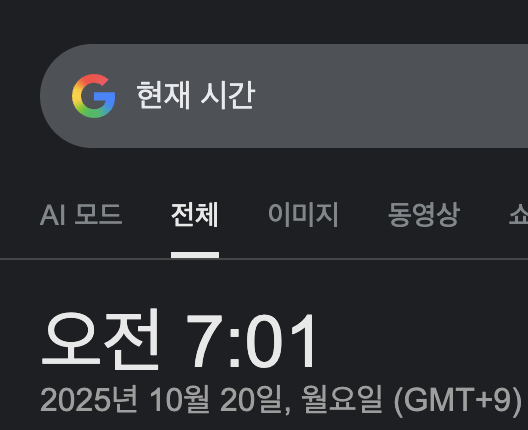 현재 시간
AI 모드 전체 이미지 동영상
오전 7:01
2025년 10월 20일, 월요일 (GMT+9)